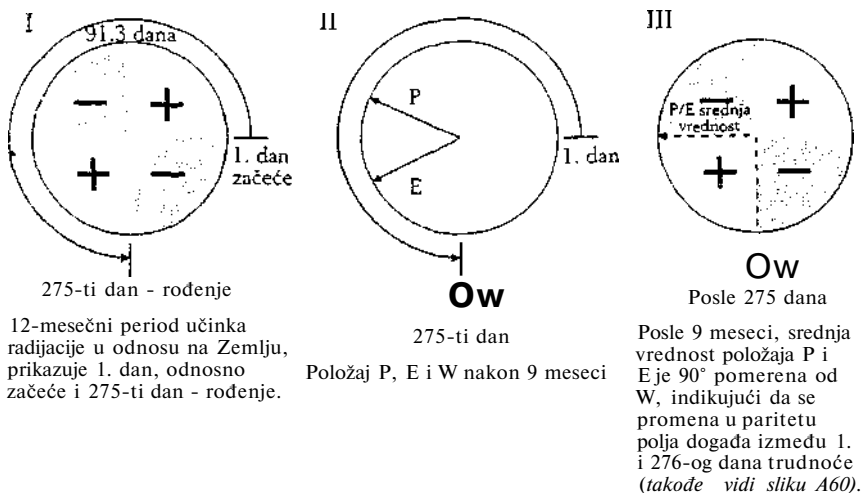 I
91.3 dana
− +
+ −
1. dan
začeće
275-ti dan - rođenje
12-mesečni period učinka
radijacije u odnosu na Zemlju,
prikazuje 1. dan, odnosno
začeće i 275-ti dan - rođenje.
II
P
E
1. dan
Ow
275-ti dan
Položaj P, E i W nakon 9 meseci
III
− +
P/E srednja
vrednost
+ −
Ow
Posle 275 dana
Posle 9 meseci, srednja
vrednost položaja P i
E je 90° pomerena od
W, indikujući da se
promena u paritetu
polja događa između 1.
i 276-og dana trudnoće
(takođe vidi sliku A60).